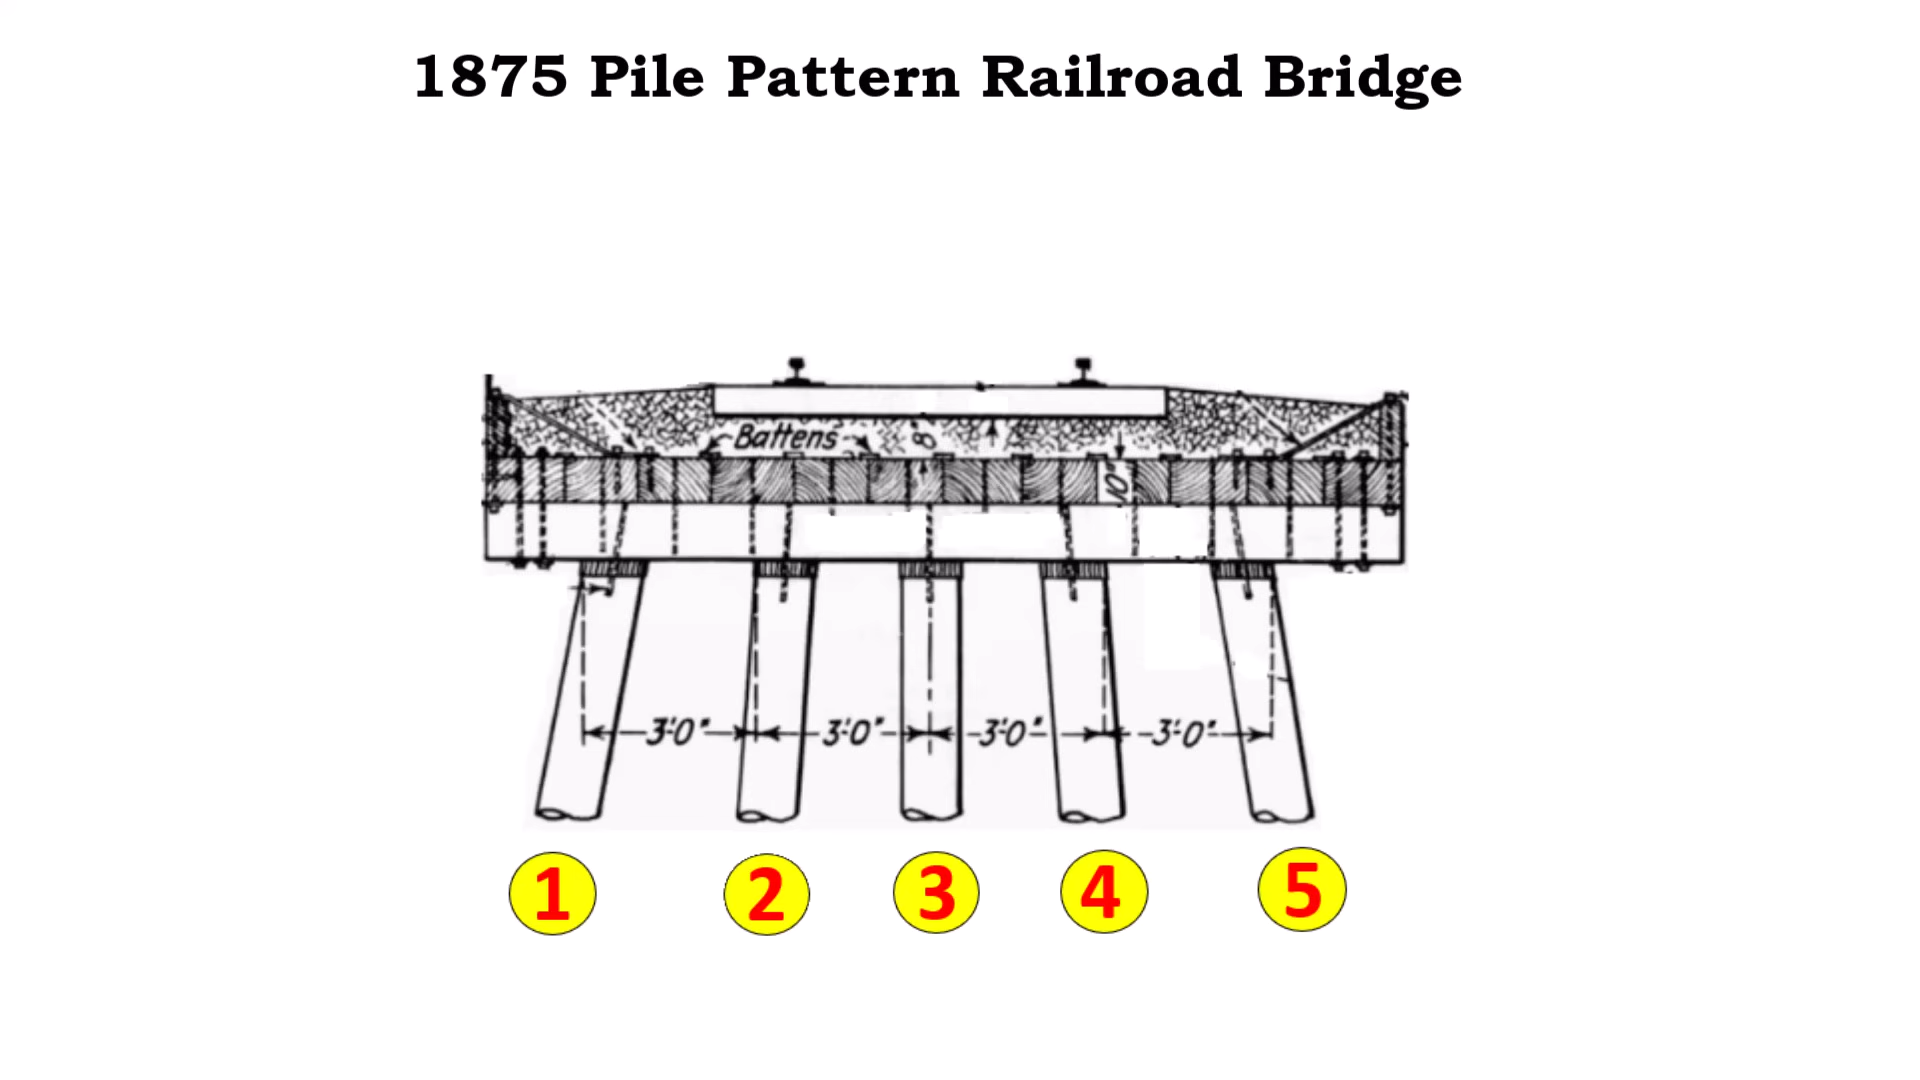 1875 Pile Pattern Railroad Bridge
Battens
8"
10"
3'-0" 3'-0" 3'-0" 3'-0"
1 2 3 4 5